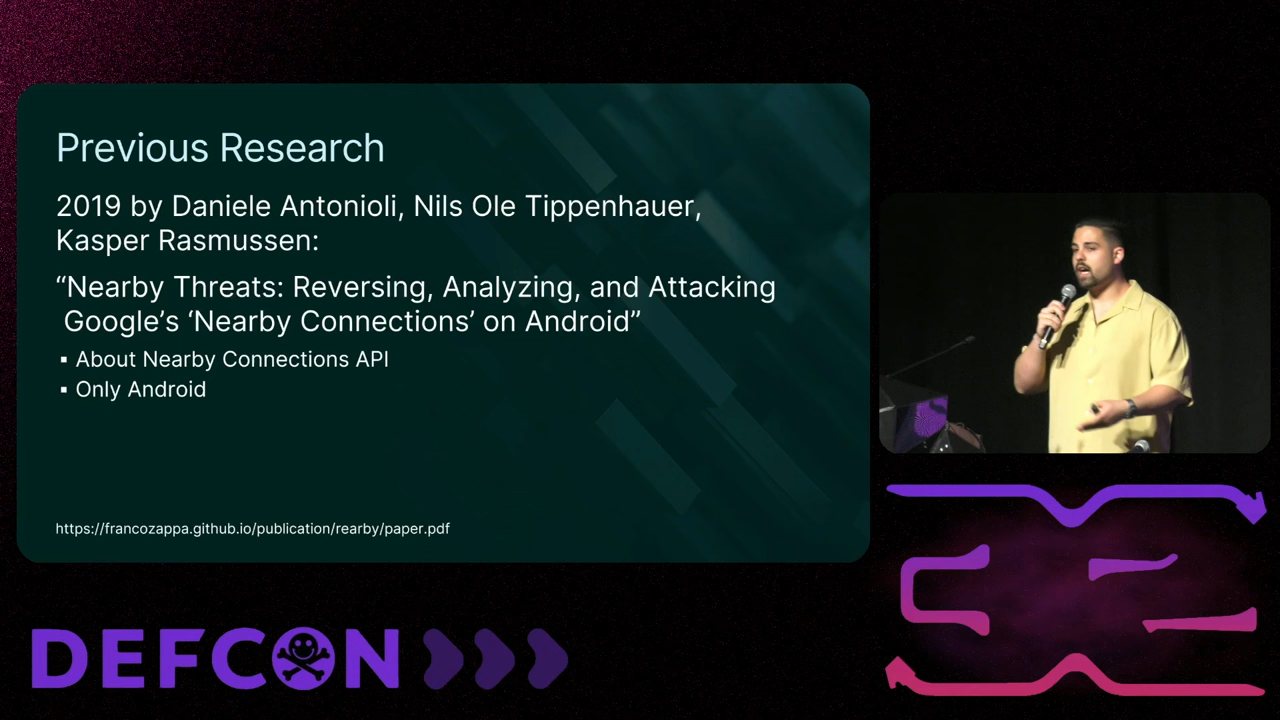 Previous Research
2019 by Daniele Antonioli, Nils Ole Tippenhauer,
Kasper Rasmussen:
“Nearby Threats: Reversing, Analyzing, and Attacking
Google’s ‘Nearby Connections’ on Android”
▪ About Nearby Connections API
▪ Only Android
https://francozappa.github.io/publication/rearby/paper.pdf
DEFCON